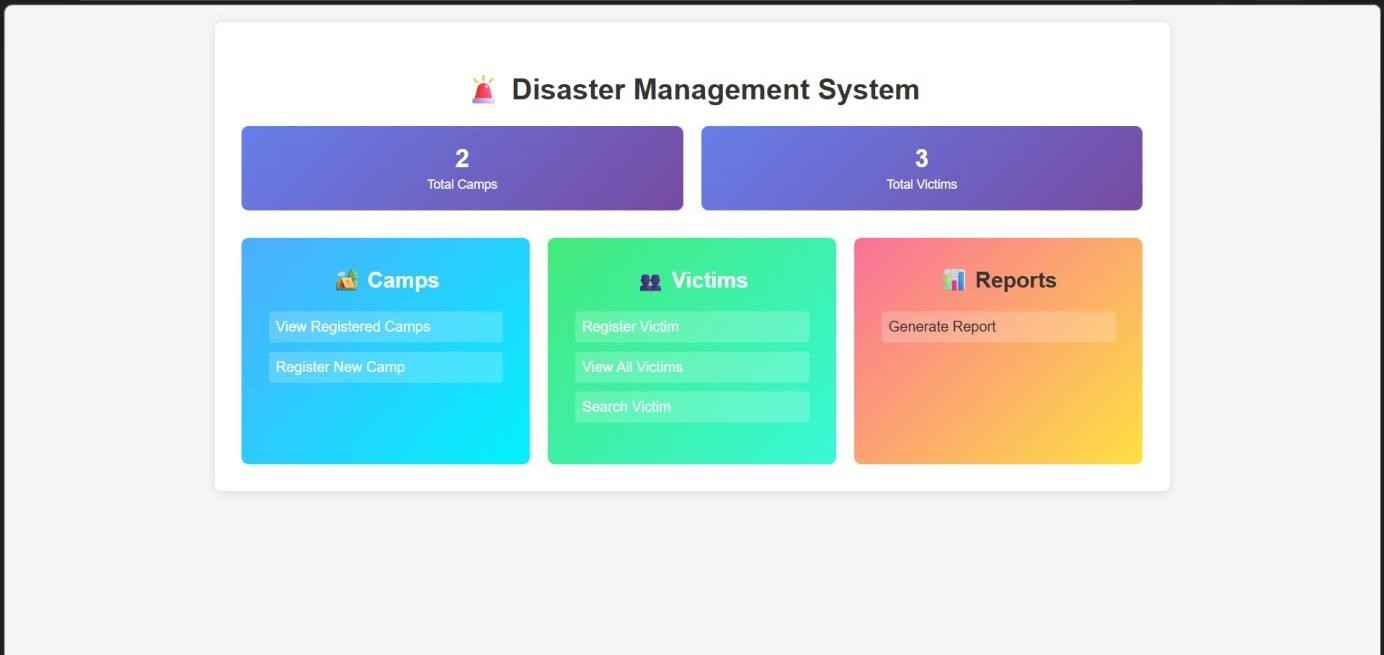 Disaster Management System
2
Total Camps
3
Total Victims
Camps
View Registered Camps
Register New Camp
Victims
Register Victim
View All Victims
Search Victim
Reports
Generate Report